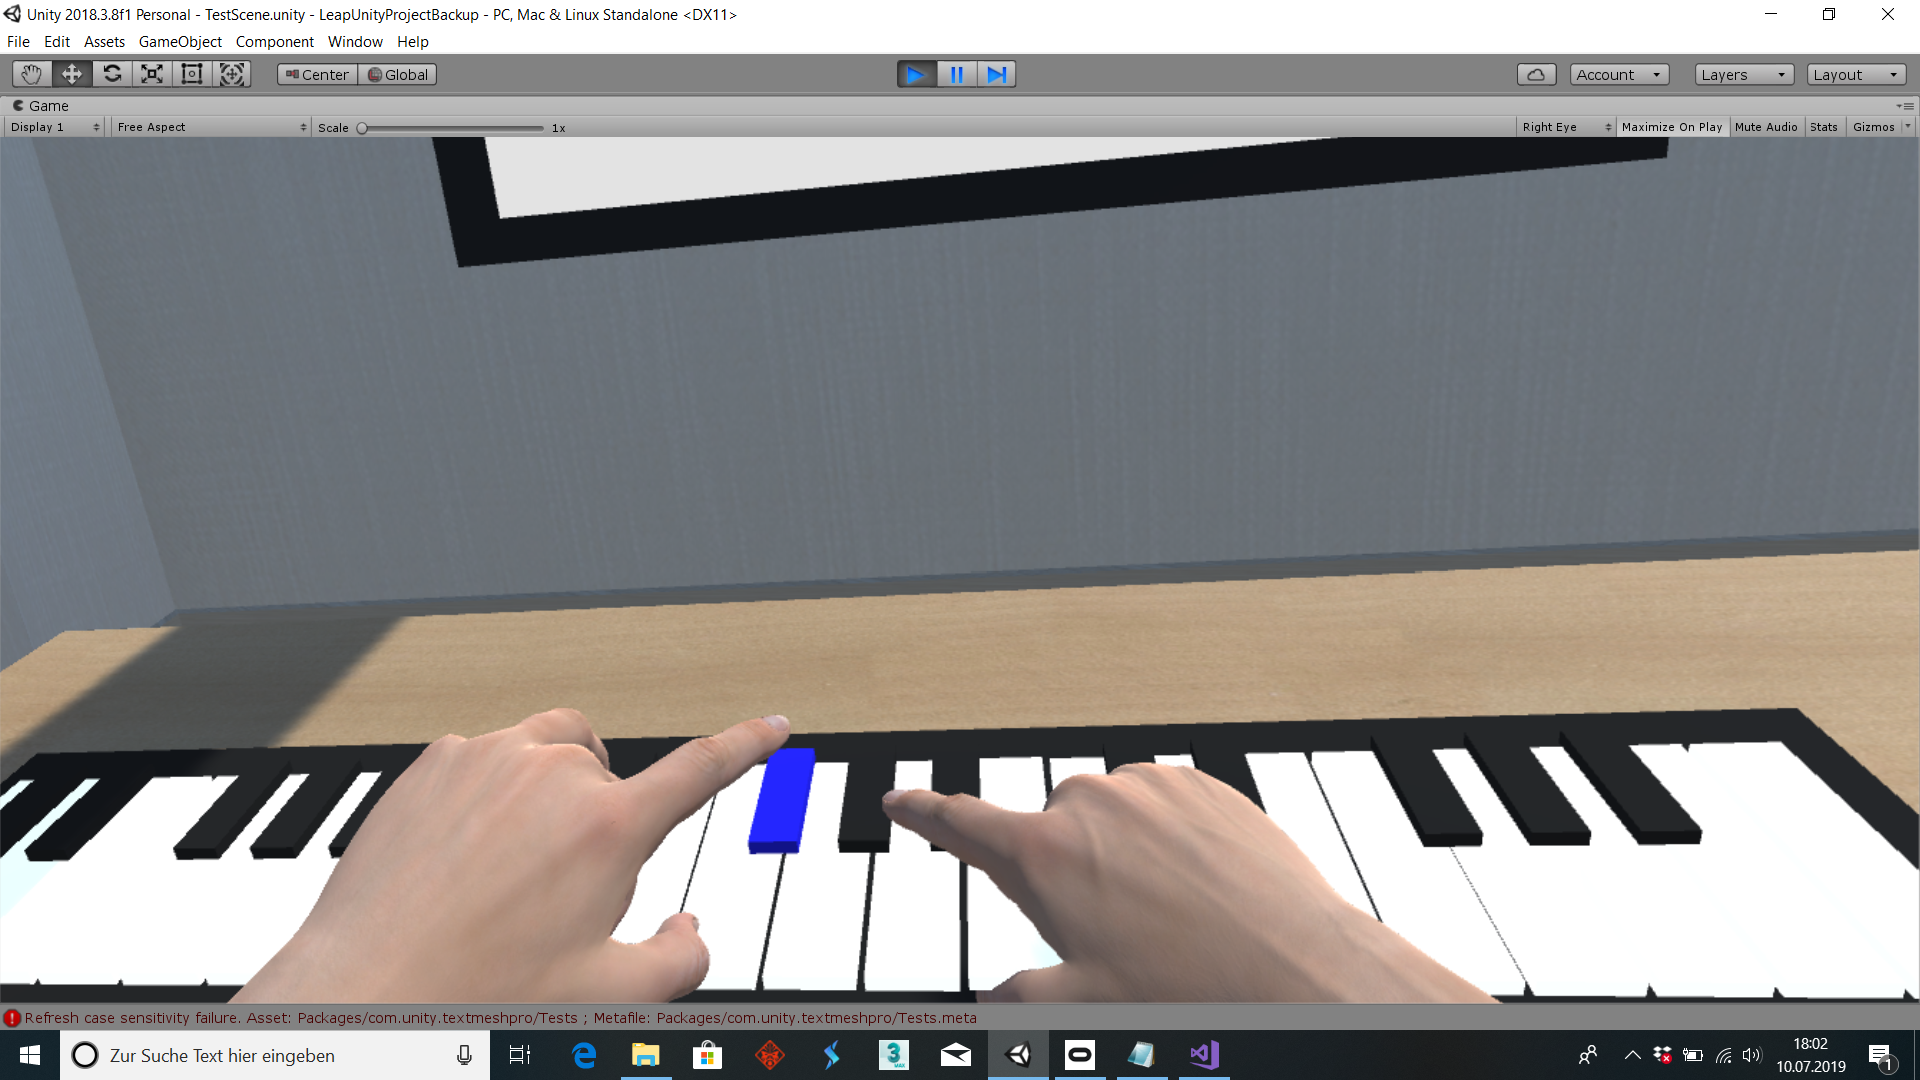 Unity 2018.3.8f1 Personal - TestScene.unity - LeapUnityProjectBackup - PC, Mac & Linux Standalone <DX11>
File Edit Assets GameObject Component Window Help
Center Global Account Layers Layout
Game
Display 1 Free Aspect Scale 1x Right Eye Maximize On Play Mute Audio Stats Gizmos
Refresh case sensitivity failure. Asset: Packages/com.unity.textmeshpro/Tests ; Metafile: Packages/com.unity.textmeshpro/Tests.meta
Zur Suche Text hier eingeben
3
MAX
18:02
10.07.2019
1